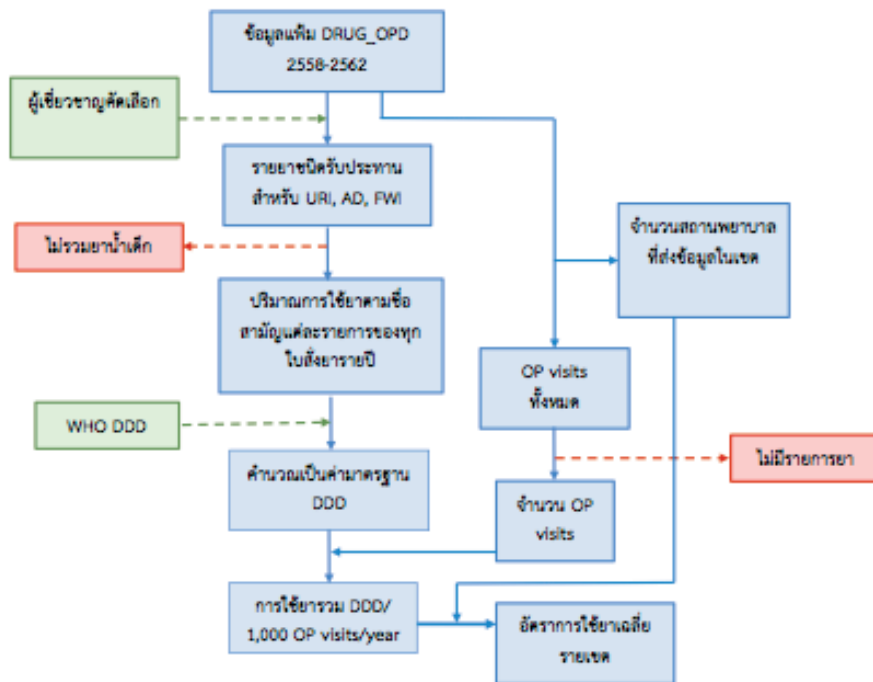 ข้อมูลแฟ้ม DRUG_OPD
2558-2562
ผู้เชี่ยวชาญคัดเลือก
รายยาชนิดรับประทาน
สำหรับ URI, AD, FWI
ไม่รวมยาน้ำเด็ก
จำนวนสถานพยาบาล
ที่ส่งข้อมูลในเขต
ปริมาณการใช้ยาตามชื่อ
สามัญแต่ละรายการของทุก
ใบสั่งยารายปี
OP visits
ทั้งหมด
WHO DDD
ไม่มีรายการยา
คำนวณเป็นค่ามาตรฐาน
DDD
จำนวน OP
visits
การใช้ยารวม DDD/
1,000 OP visits/year
อัตราการใช้ยาเฉลี่ย
รายเขต